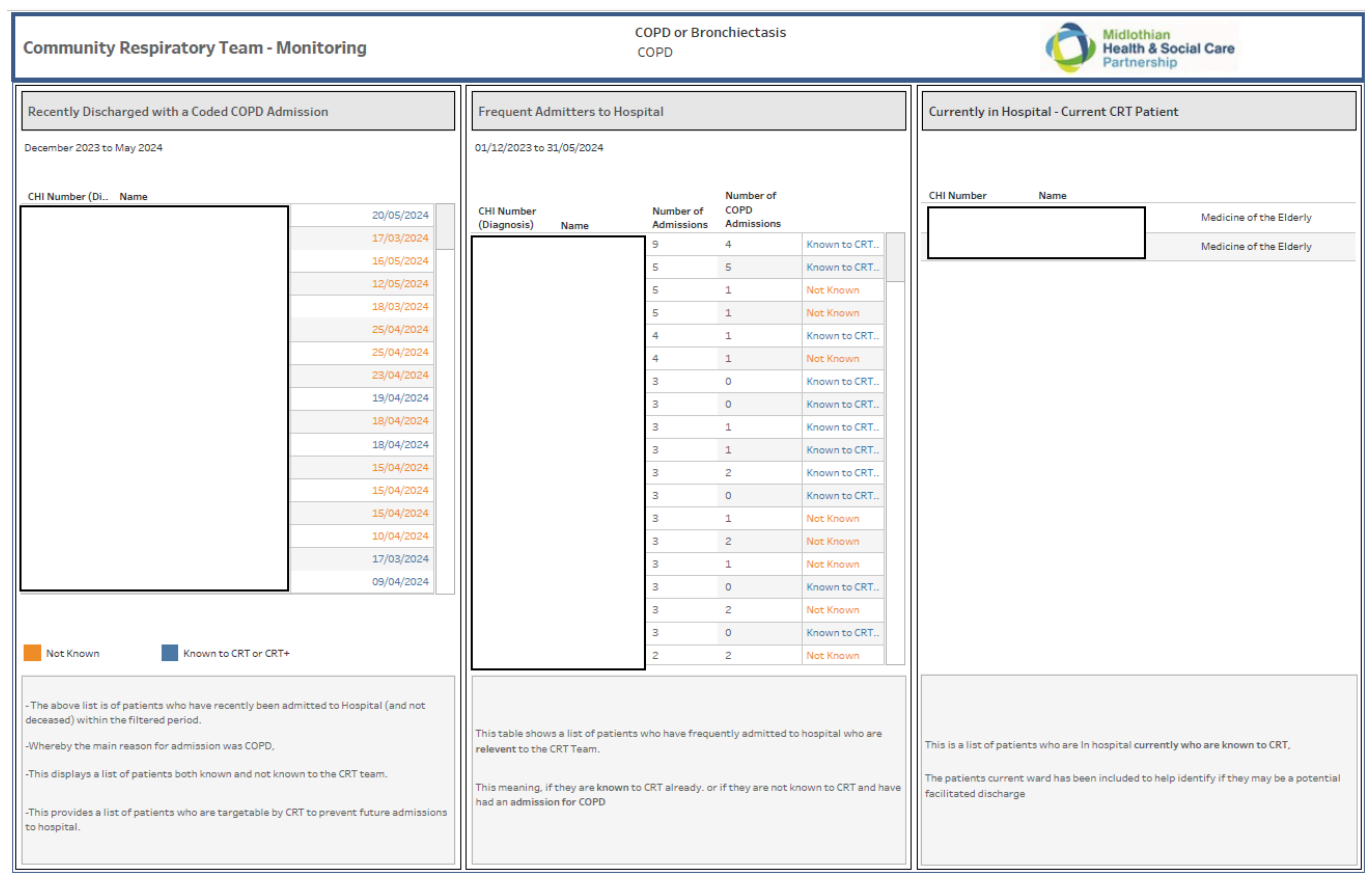 Community Respiratory Team - Monitoring
COPD or Bronchiectasis
COPD
Midlothian
Health & Social Care
Partnership
Recently Discharged with a Coded COPD Admission
December 2023 to May 2024
CHI Number (Di.. Name
20/05/2024
17/03/2024
16/05/2024
12/05/2024
18/03/2024
25/04/2024
25/04/2024
23/04/2024
19/04/2024
18/04/2024
18/04/2024
15/04/2024
15/04/2024
15/04/2024
10/04/2024
17/03/2024
09/04/2024
Not Known Known to CRT or CRT+
- The above list is of patients who have recently been admitted to Hospital (and not
deceased) within the filtered period.
-Whereby the main reason for admission was COPD,
-This displays a list of patients both known and not known to the CRT team.
-This provides a list of patients who are targetable by CRT to prevent future admissions
to hospital.
Frequent Admitters to Hospital
01/12/2023 to 31/05/2024
Number of
CHI Number Number of COPD
(Diagnosis) Name Admissions Admissions
9 4 Known to CRT..
5 5 Known to CRT..
5 1 Not Known
5 1 Not Known
4 1 Known to CRT..
4 1 Not Known
3 0 Known to CRT..
3 0 Known to CRT..
3 1 Known to CRT..
3 1 Known to CRT..
3 2 Known to CRT..
3 0 Known to CRT..
3 1 Not Known
3 2 Not Known
3 1 Not Known
3 0 Known to CRT..
3 2 Not Known
3 0 Known to CRT..
2 2 Not Known
This table shows a list of patients who have frequently admitted to hospital who are
relevent to the CRT Team.
This meaning, if they are known to CRT already. or if they are not known to CRT and have
had an admission for COPD
Currently in Hospital - Current CRT Patient
CHI Number Name
Medicine of the Elderly
Medicine of the Elderly
This is a list of patients who are In hospital currently who are known to CRT,
The patients current ward has been included to help identify if they may be a potential
facilitated discharge